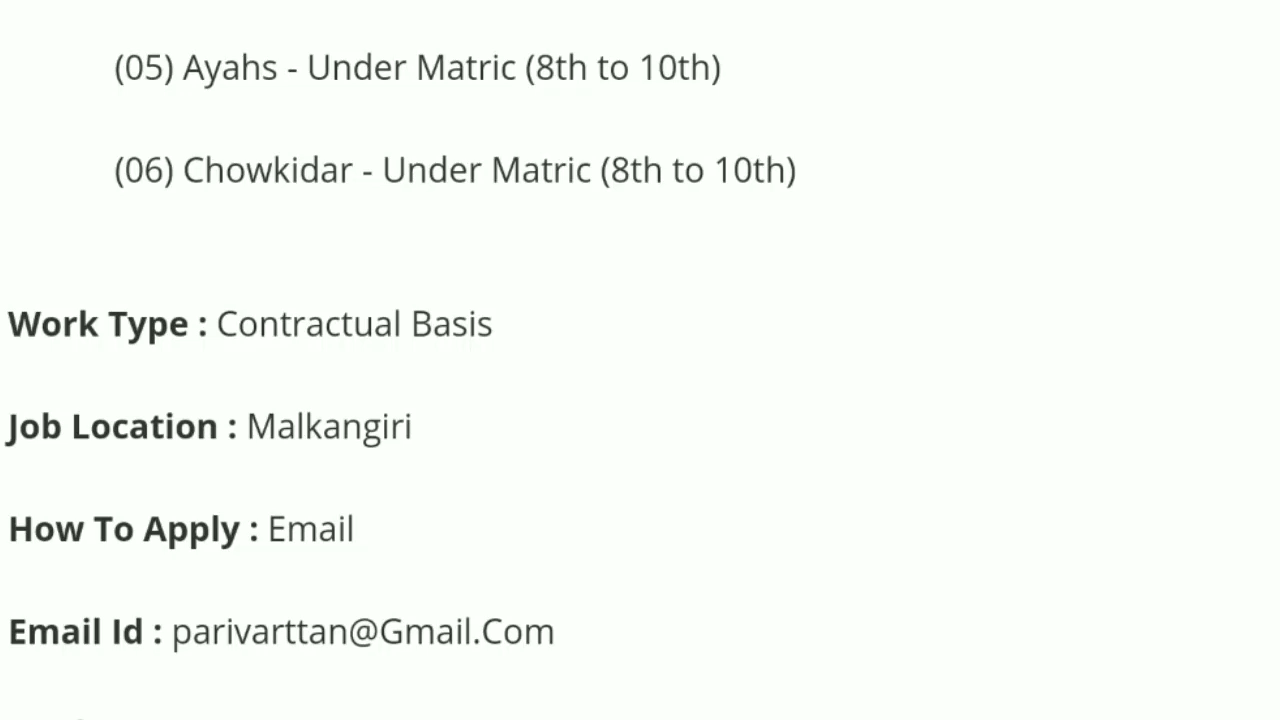 (05) Ayahs - Under Matric (8th to 10th)
(06) Chowkidar - Under Matric (8th to 10th)
Work Type : Contractual Basis
Job Location : Malkangiri
How To Apply : Email
Email Id : parivarttan@Gmail.Com